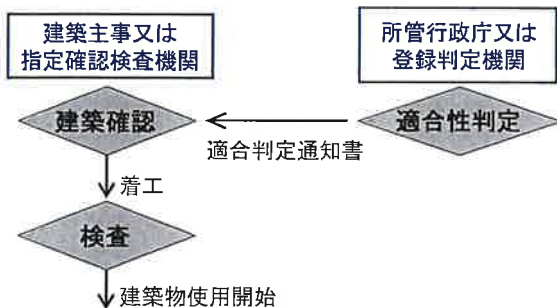 建築主事又は
指定確認検査機関
所管行政庁又は
登録判定機関
建築確認
適合性判定
適合判定通知書
着工
検査
建築物使用開始